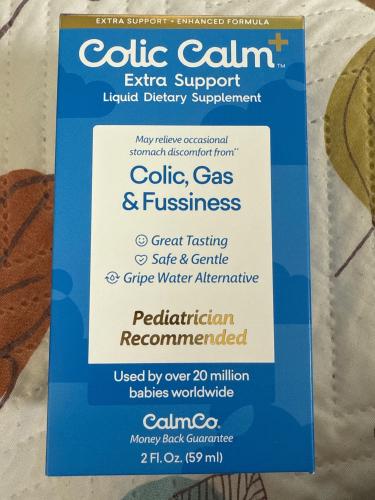 EXTRA SUPPORT • ENHANCED FORMULA
Colic Calm+™
Extra Support
Liquid Dietary Supplement
May relieve occasional
stomach discomfort from**
Colic, Gas
& Fussiness
Great Tasting
Safe & Gentle
Gripe Water Alternative
Pediatrician
Recommended
Used by over 20 million
babies worldwide
CalmCo.
Money Back Guarantee
2 Fl. Oz. (59 ml)